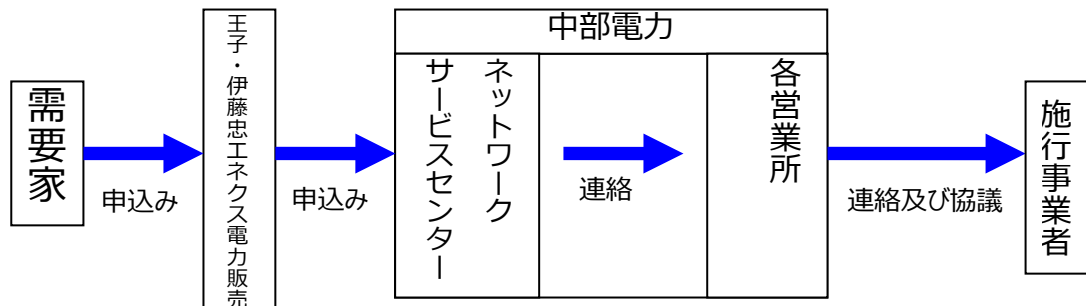 需要家
申込み
王子・伊藤忠エネクス電力販売
申込み
中部電力
ネットワーク
サービスセンター
連絡
各営業所
連絡及び協議
施行事業者